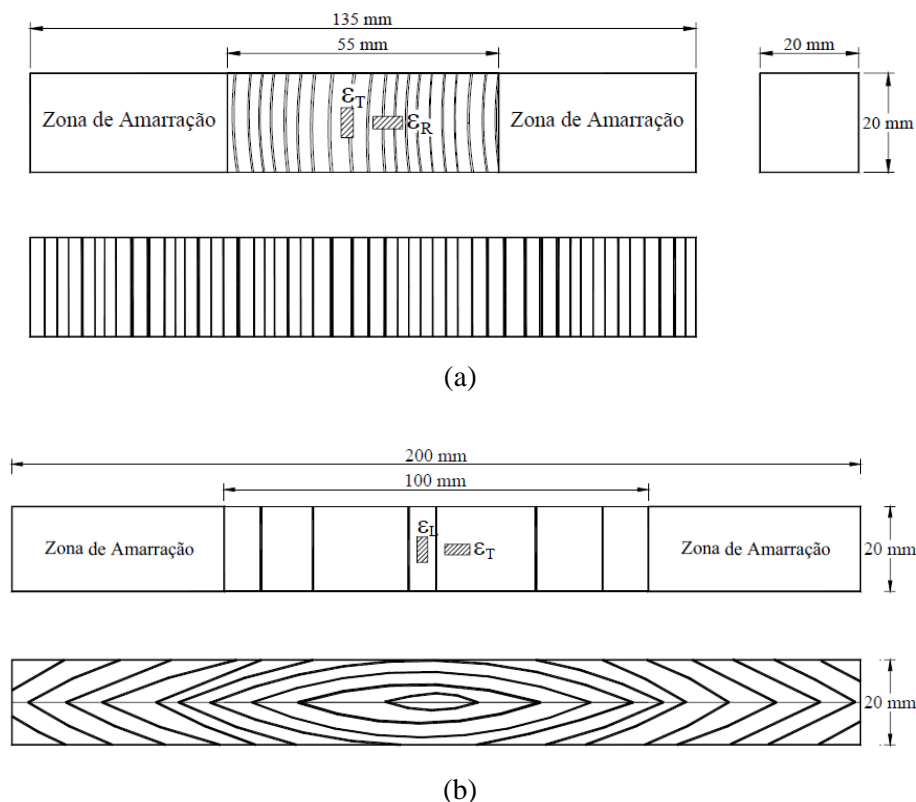 135 mm
55 mm
20 mm
Zona de Amarração
εT
εR
Zona de Amarração
20 mm
(a)
200 mm
100 mm
Zona de Amarração
εL
εT
Zona de Amarração
20 mm
20 mm
(b)